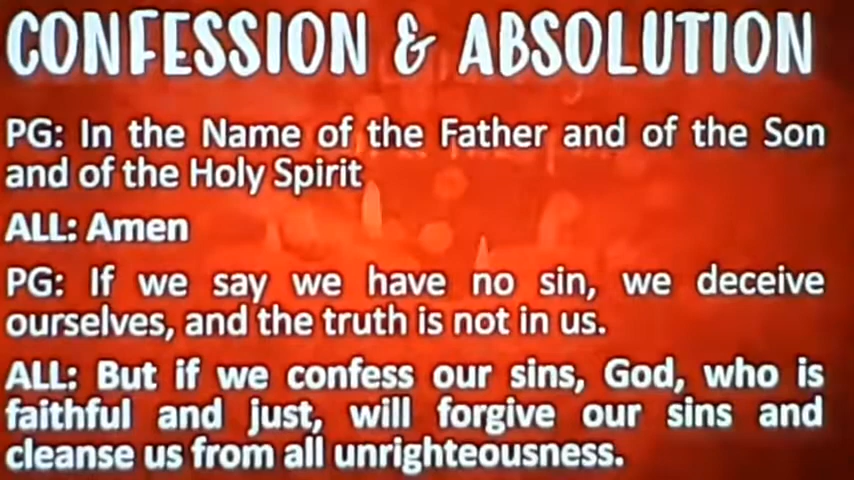 CONFESSION & ABSOLUTION
PG: In the Name of the Father and of the Son
and of the Holy Spirit
ALL: Amen
PG: If we say we have no sin, we deceive
ourselves, and the truth is not in us.
ALL: But if we confess our sins, God, who is
faithful and just, will forgive our sins and
cleanse us from all unrighteousness.